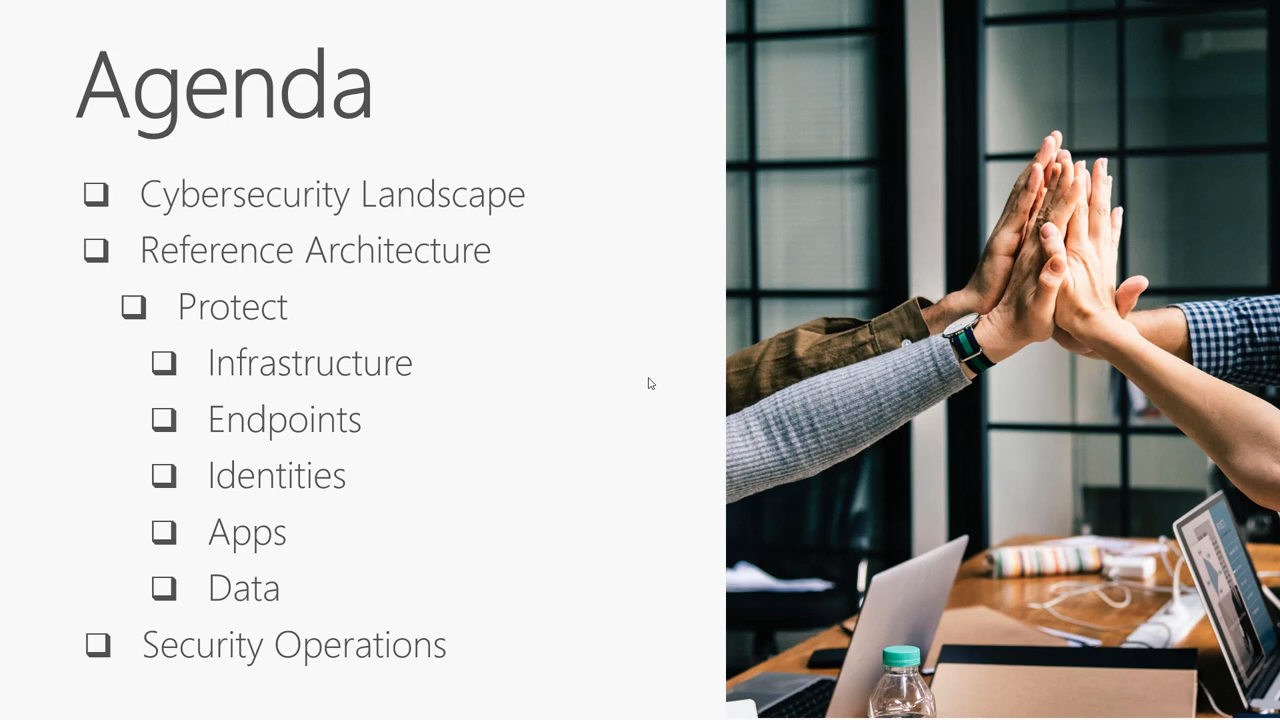 Agenda
Cybersecurity Landscape
Reference Architecture
Protect
Infrastructure
Endpoints
Identities
Apps
Data
Security Operations